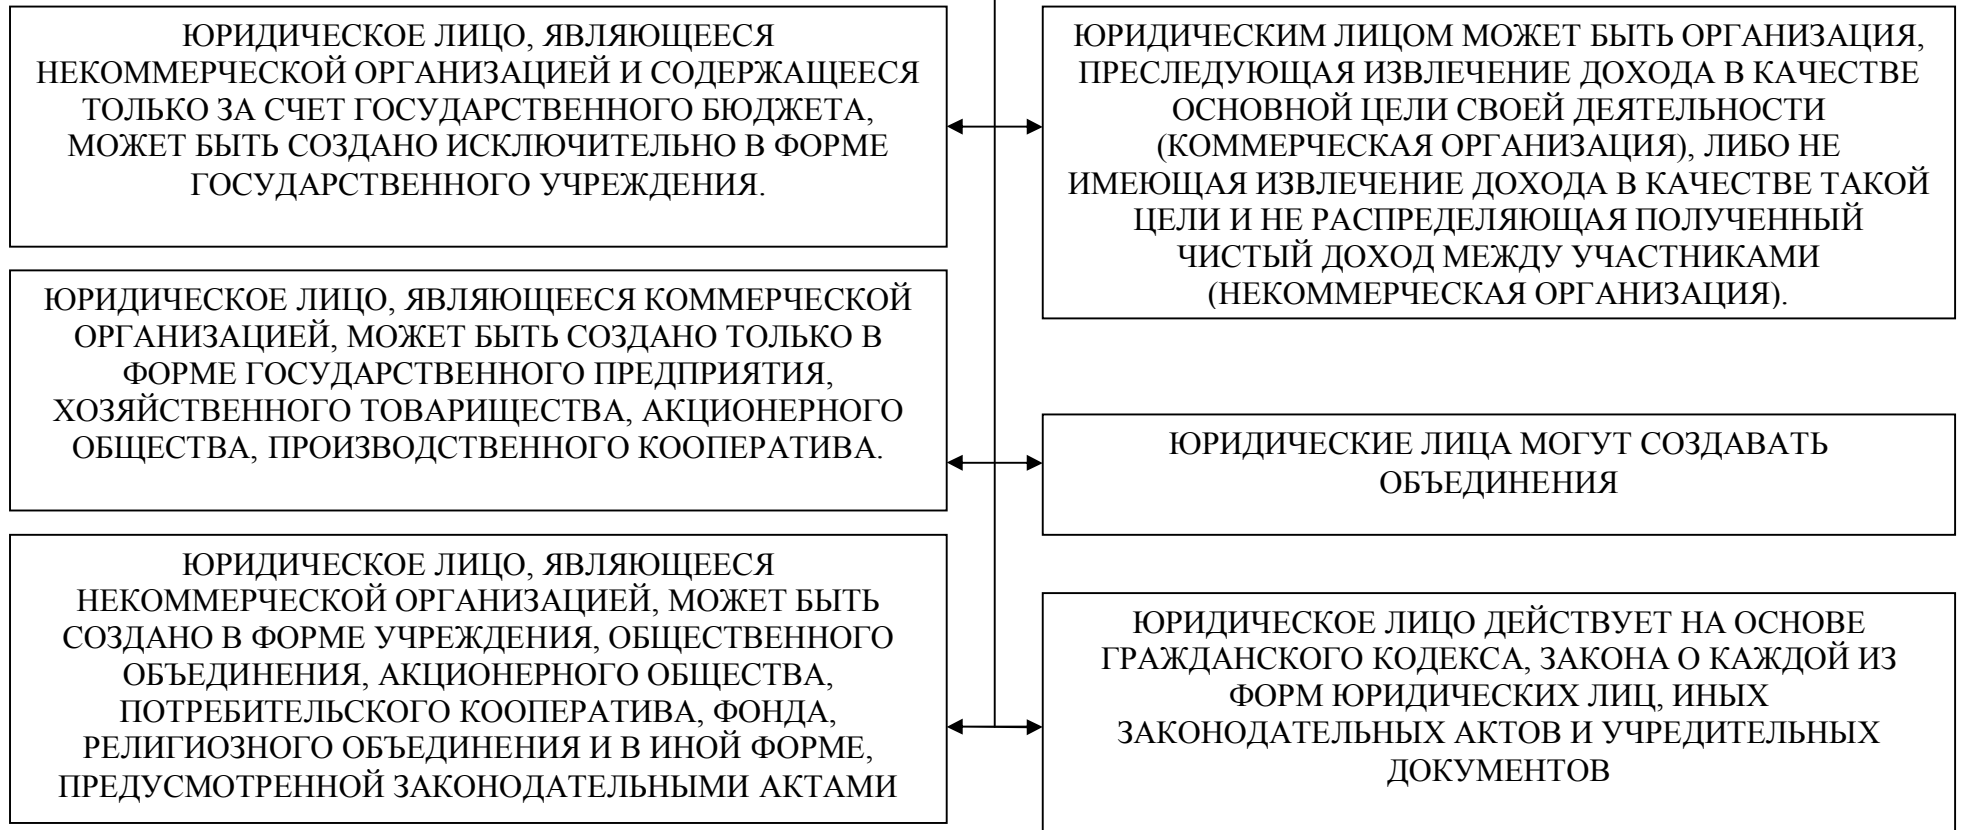 ЮРИДИЧЕСКОЕ ЛИЦО, ЯВЛЯЮЩЕЕСЯ
НЕКОММЕРЧЕСКОЙ ОРГАНИЗАЦИЕЙ И СОДЕРЖАЩЕЕСЯ
ТОЛЬКО ЗА СЧЕТ ГОСУДАРСТВЕННОГО БЮДЖЕТА,
МОЖЕТ БЫТЬ СОЗДАНО ИСКЛЮЧИТЕЛЬНО В ФОРМЕ
ГОСУДАРСТВЕННОГО УЧРЕЖДЕНИЯ.
ЮРИДИЧЕСКИМ ЛИЦОМ МОЖЕТ БЫТЬ ОРГАНИЗАЦИЯ,
ПРЕСЛЕДУЮЩАЯ ИЗВЛЕЧЕНИЕ ДОХОДА В КАЧЕСТВЕ
ОСНОВНОЙ ЦЕЛИ СВОЕЙ ДЕЯТЕЛЬНОСТИ
(КОММЕРЧЕСКАЯ ОРГАНИЗАЦИЯ), ЛИБО НЕ
ИМЕЮЩАЯ ИЗВЛЕЧЕНИЕ ДОХОДА В КАЧЕСТВЕ ТАКОЙ
ЦЕЛИ И НЕ РАСПРЕДЕЛЯЮЩАЯ ПОЛУЧЕННЫЙ
ЧИСТЫЙ ДОХОД МЕЖДУ УЧАСТНИКАМИ
(НЕКОММЕРЧЕСКАЯ ОРГАНИЗАЦИЯ).
ЮРИДИЧЕСКОЕ ЛИЦО, ЯВЛЯЮЩЕЕСЯ КОММЕРЧЕСКОЙ
ОРГАНИЗАЦИЕЙ, МОЖЕТ БЫТЬ СОЗДАНО ТОЛЬКО В
ФОРМЕ ГОСУДАРСТВЕННОГО ПРЕДПРИЯТИЯ,
ХОЗЯЙСТВЕННОГО ТОВАРИЩЕСТВА, АКЦИОНЕРНОГО
ОБЩЕСТВА, ПРОИЗВОДСТВЕННОГО КООПЕРАТИВА.
ЮРИДИЧЕСКИЕ ЛИЦА МОГУТ СОЗДАВАТЬ
ОБЪЕДИНЕНИЯ
ЮРИДИЧЕСКОЕ ЛИЦО, ЯВЛЯЮЩЕЕСЯ
НЕКОММЕРЧЕСКОЙ ОРГАНИЗАЦИЕЙ, МОЖЕТ БЫТЬ
СОЗДАНО В ФОРМЕ УЧРЕЖДЕНИЯ, ОБЩЕСТВЕННОГО
ОБЪЕДИНЕНИЯ, АКЦИОНЕРНОГО ОБЩЕСТВА,
ПОТРЕБИТЕЛЬСКОГО КООПЕРАТИВА, ФОНДА,
РЕЛИГИОЗНОГО ОБЪЕДИНЕНИЯ И В ИНОЙ ФОРМЕ,
ПРЕДУСМОТРЕННОЙ ЗАКОНОДАТЕЛЬНЫМИ АКТАМИ
ЮРИДИЧЕСКОЕ ЛИЦО ДЕЙСТВУЕТ НА ОСНОВЕ
ГРАЖДАНСКОГО КОДЕКСА, ЗАКОНА О КАЖДОЙ ИЗ
ФОРМ ЮРИДИЧЕСКИХ ЛИЦ, ИНЫХ
ЗАКОНОДАТЕЛЬНЫХ АКТОВ И УЧРЕДИТЕЛЬНЫХ
ДОКУМЕНТОВ